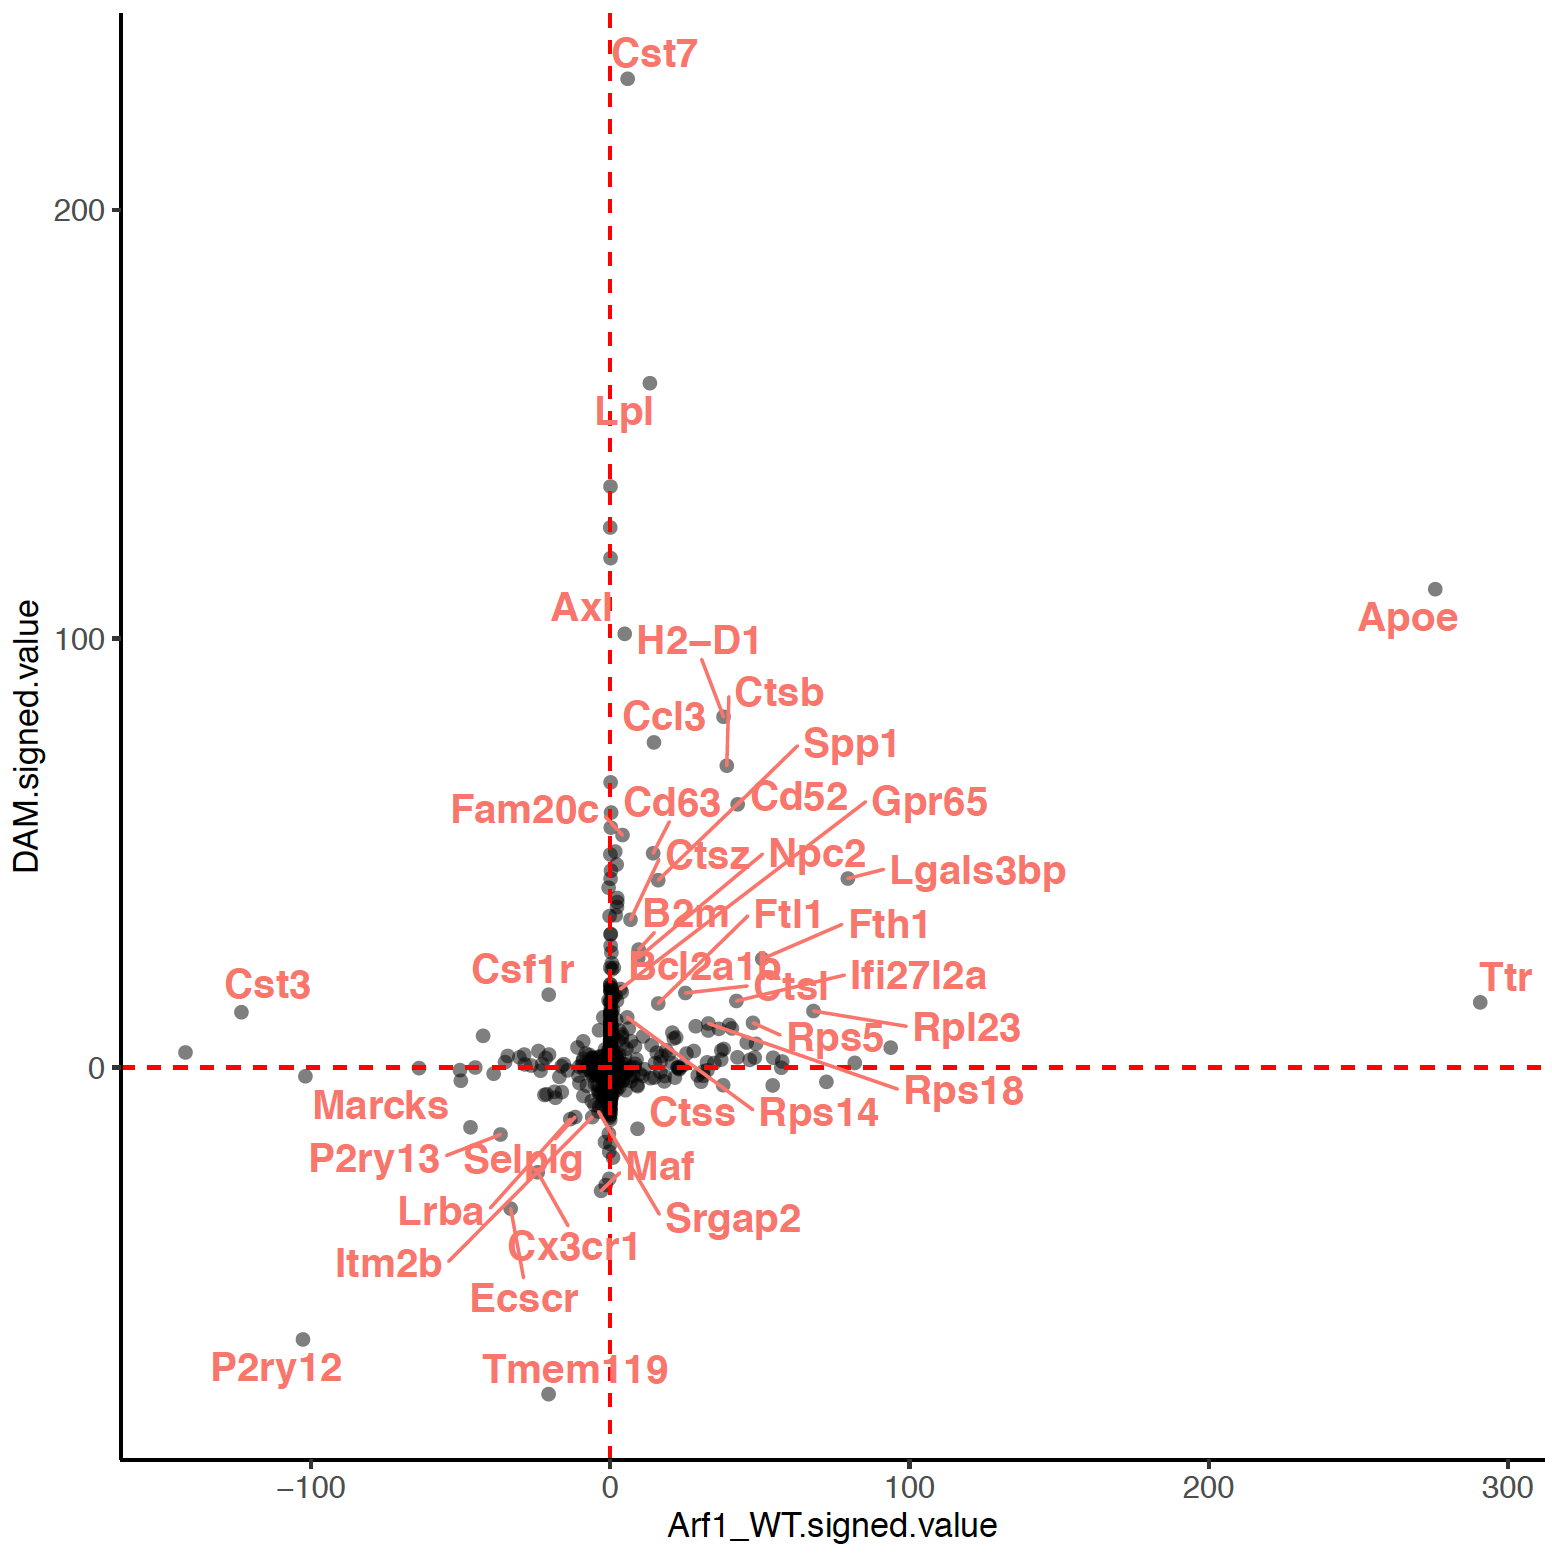 Cst7
200
Lpl
Axl
100
H2−D1
Apoe
Ctsb
Ccl3
Spp1
Fam20c
Cd63
Cd52
Gpr65
Ctsz
Npc2
Lgals3bp
B2m
Ftl1
Fth1
Csf1r
Bcl2a1b
Ctsl
Ifi27l2a
Cst3
Ttr
Rps5
Rpl23
0
Marcks
Ctss
Rps14
Rps18
P2ry13
Selplg
Maf
Lrba
Srgap2
Itm2b
Cx3cr1
Ecscr
P2ry12
Tmem119
−100
0
100
200
300
Arf1_WT.signed.value
DAM.signed.value